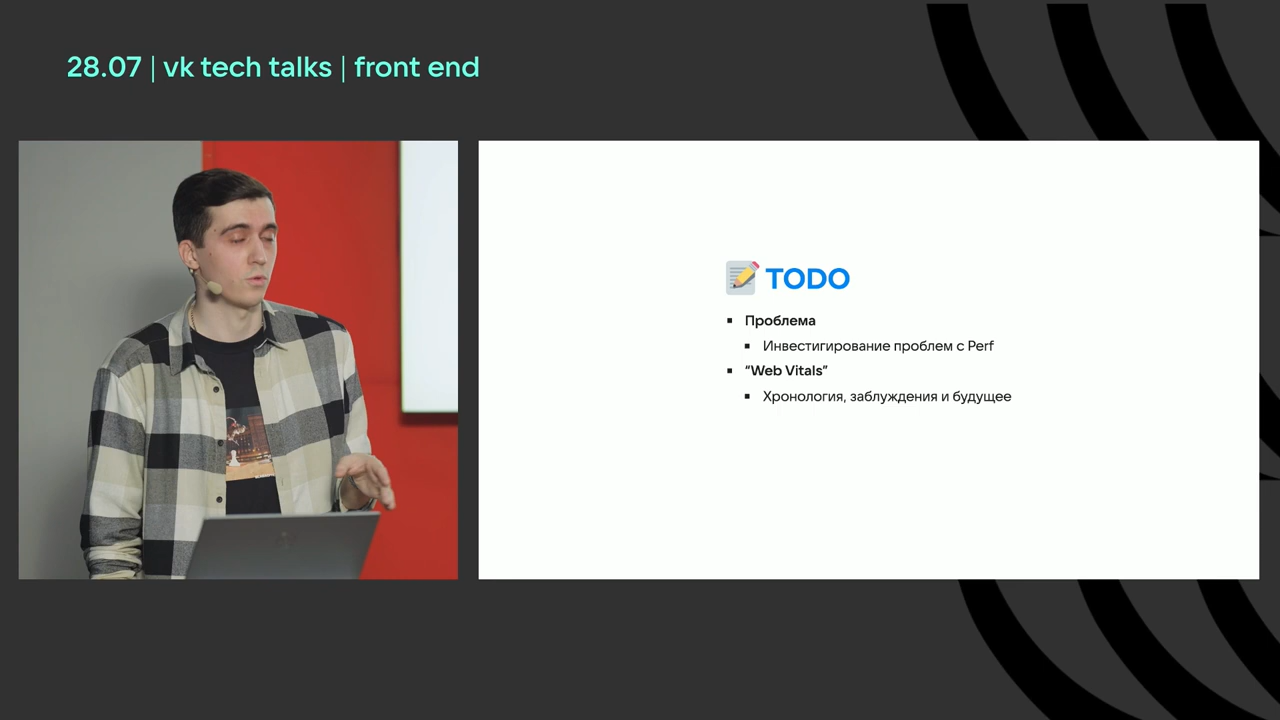 28.07 | vk tech talks | front end
TODO
Проблема
Инвестигирование проблем с Perf
“Web Vitals”
Хронология, заблуждения и будущее